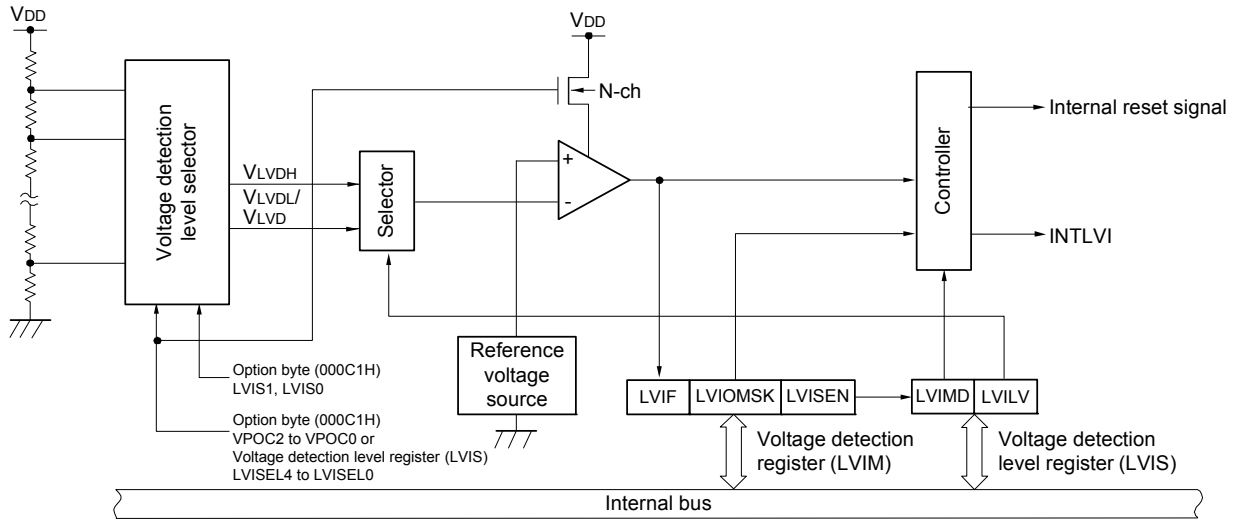 VDD
VDD
N-ch
Voltage detection
level selector
VLVDH
VLVDL/
VLVD
Selector
+
-
Controller
Internal reset signal
INTLVI
Option byte (000C1H)
LVIS1, LVIS0
Option byte (000C1H)
VPOC2 to VPOC0 or
Voltage detection level register (LVIS)
LVISEL4 to LVISEL0
Reference
voltage
source
LVIF
LVIOMSK
LVISEN
LVIMD
LVILV
Voltage detection
register (LVIM)
Voltage detection
level register (LVIS)
Internal bus